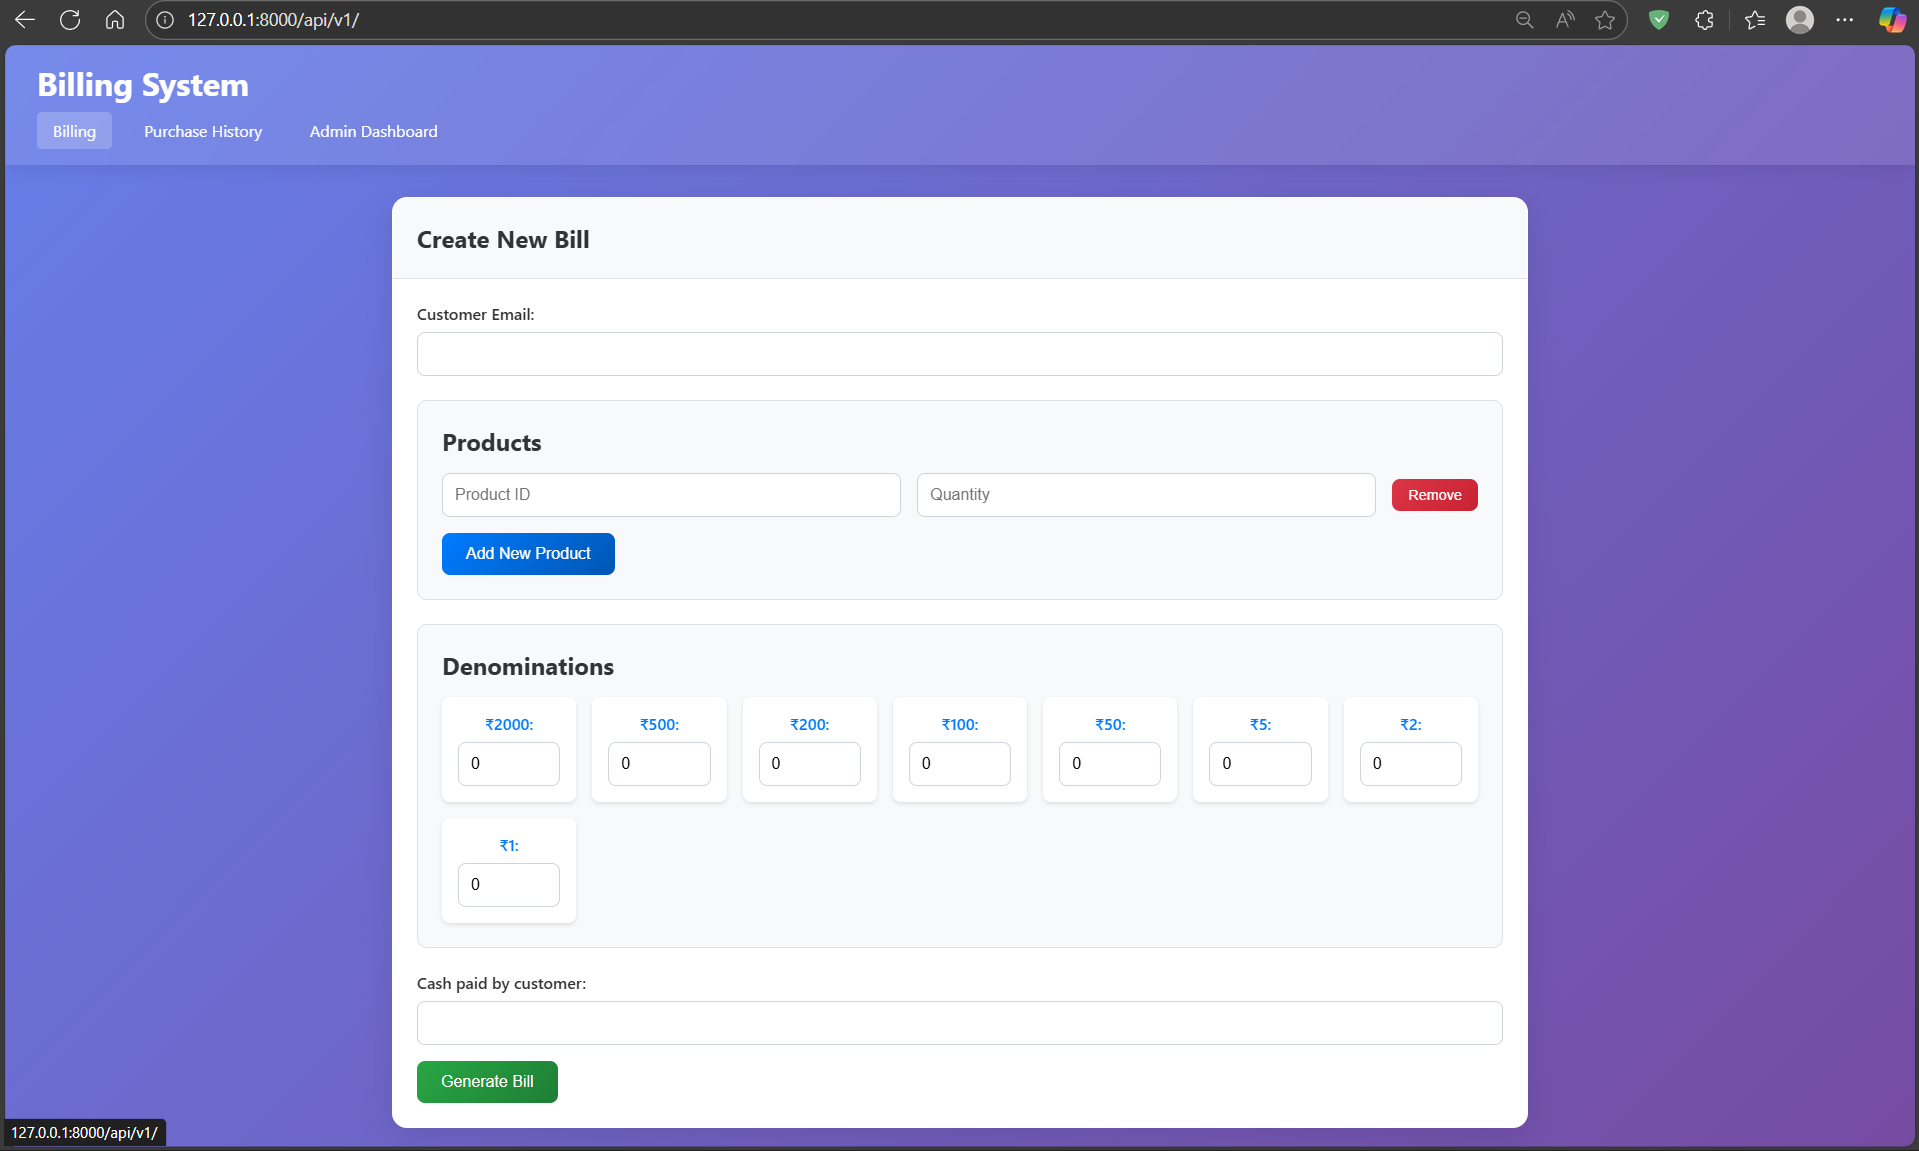 127.0.0.1:8000/api/v1/
Billing System
Billing Purchase History Admin Dashboard
Create New Bill
Customer Email:
Products
Product ID Quantity Remove
Add New Product
Denominations
₹2000: ₹500: ₹200: ₹100: ₹50: ₹5: ₹2:
0 0 0 0 0 0 0
₹1:
0
Cash paid by customer:
Generate Bill
127.0.0.1:8000/api/v1/